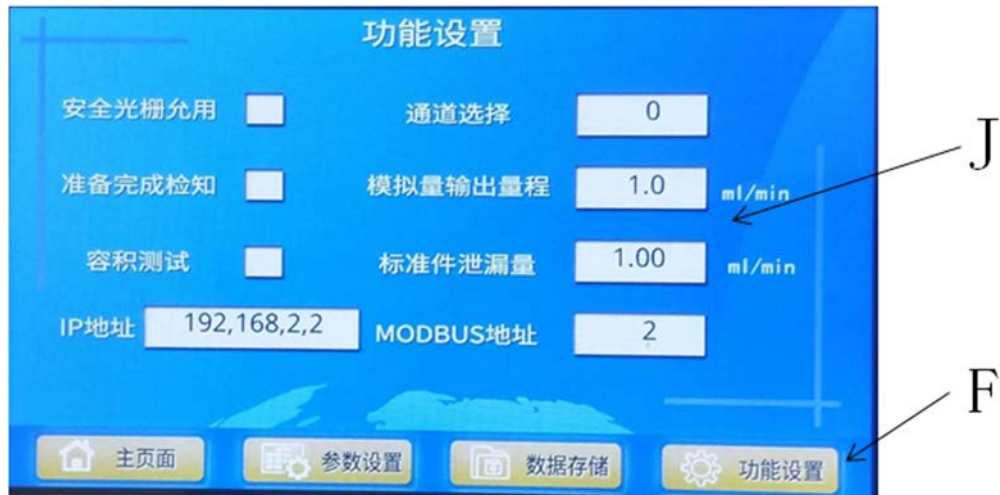 功能设置
安全光栅允用 通道选择 0
准备完成检知 模拟量输出量程 1.0 ml/min
容积测试 标准件泄漏量 1.00 ml/min
IP地址 192,168,2,2 MODBUS地址 2
主页面 参数设置 数据存储 功能设置
J
F